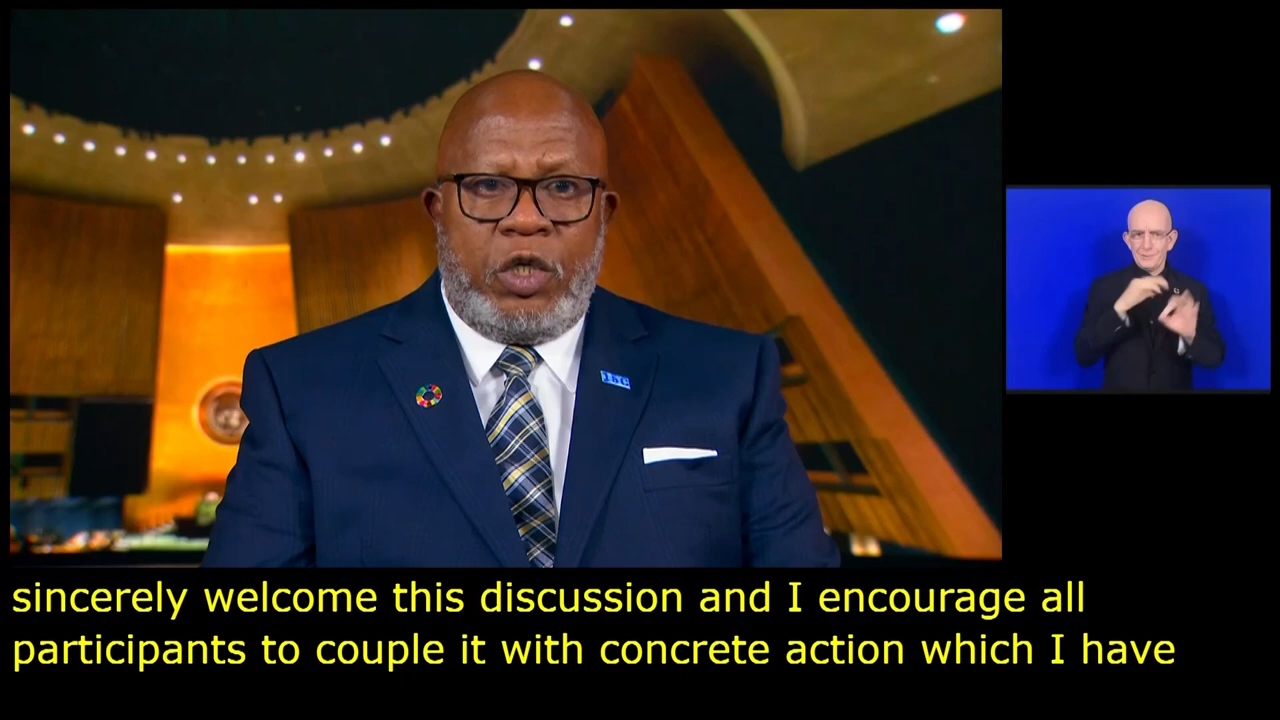 sincerely welcome this discussion and I encourage all
participants to couple it with concrete action which I have